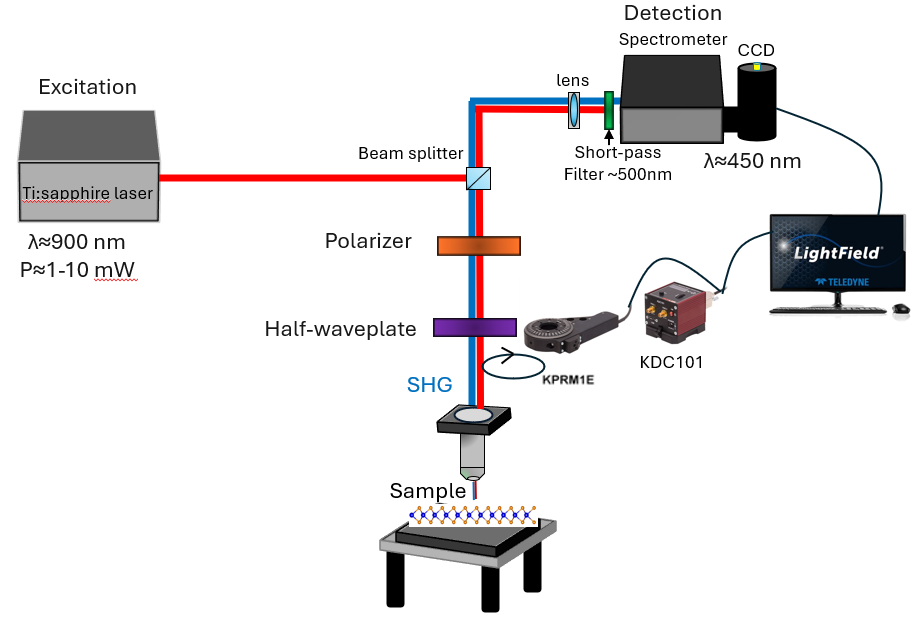 Detection
Spectrometer
CCD
Excitation
lens
Ti:sapphire laser
Beam splitter
Short-pass
Filter ~500nm
λ≈450 nm
λ≈900 nm
P≈1-10 mW
Polarizer
LightField®
TELEDYNE
Half-waveplate
KDC101
KPRM1E
SHG
Sample